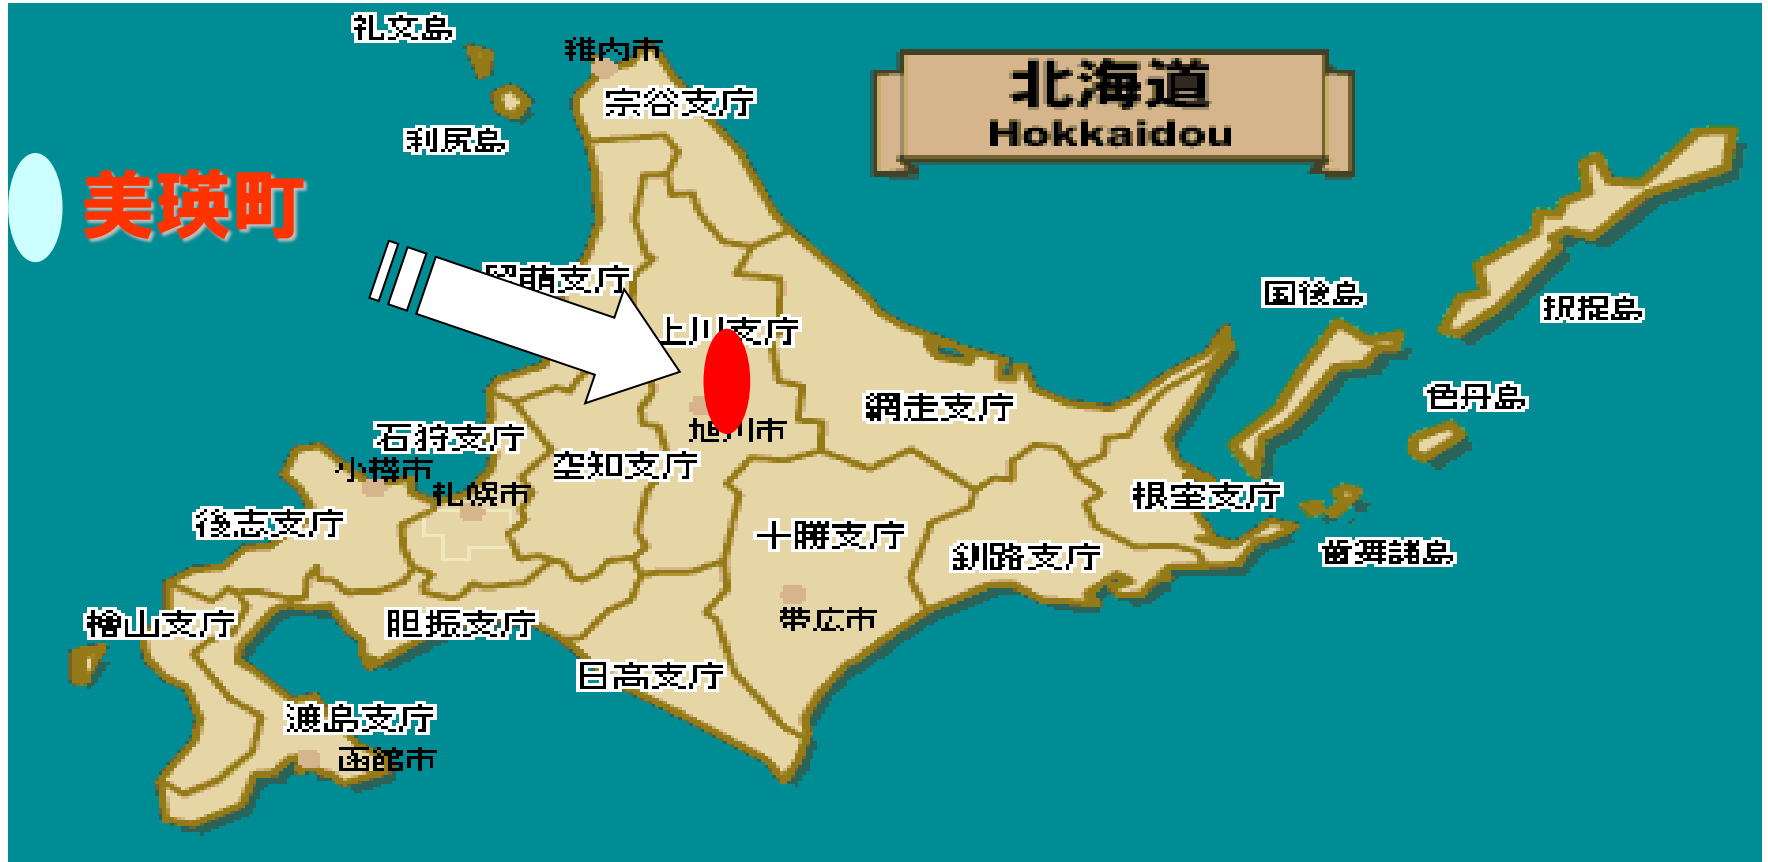 礼文島
稚内市
北海道
Hokkaidou
宗谷支庁
利尻島
美瑛町
留萌支庁
国後島
択捉島
上川支庁
色丹島
網走支庁
旭川市
石狩支庁
小樽市
空知支庁
札幌市
根室支庁
後志支庁
十勝支庁
釧路支庁
歯舞諸島
檜山支庁
胆振支庁
帯広市
日高支庁
渡島支庁
函館市